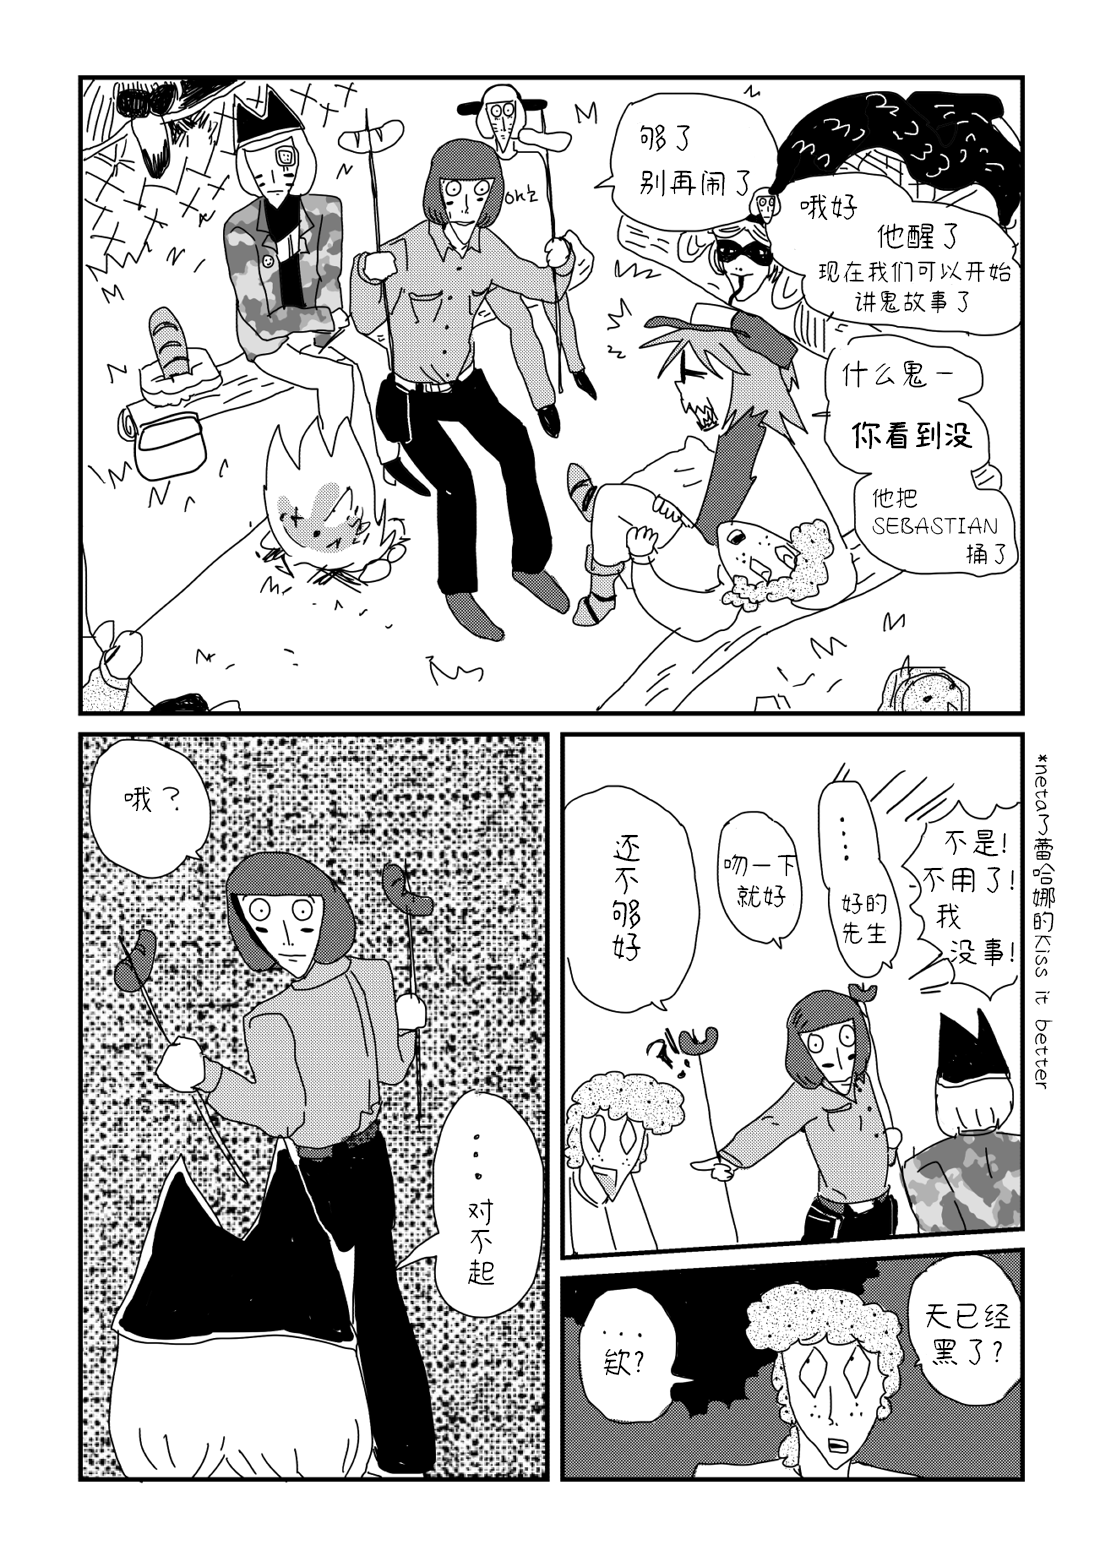 够了
别再闹了
哦好
他醒了
现在我们可以开始
讲鬼故事了
什么鬼一
你看到没
他把
SEBASTIAN
捅了
不是!
不用了!
我
没事!
....
好的
先生
吻一下
就好
还不够好
*neta了蕾哈娜的Kiss it better
哦？
....
对不起
天已经
黑了?
...
欸?